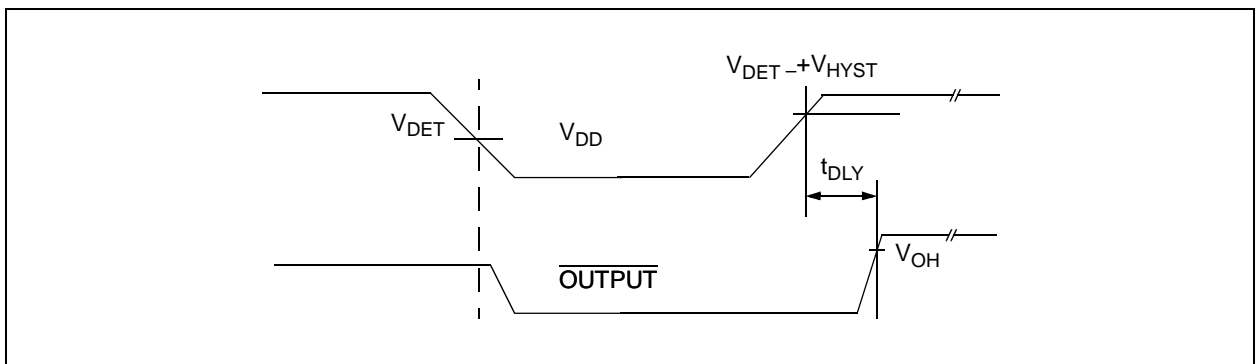 V_DET –+V_HYST
V_DET
V_DD
t_DLY
V_OH
OUTPUT